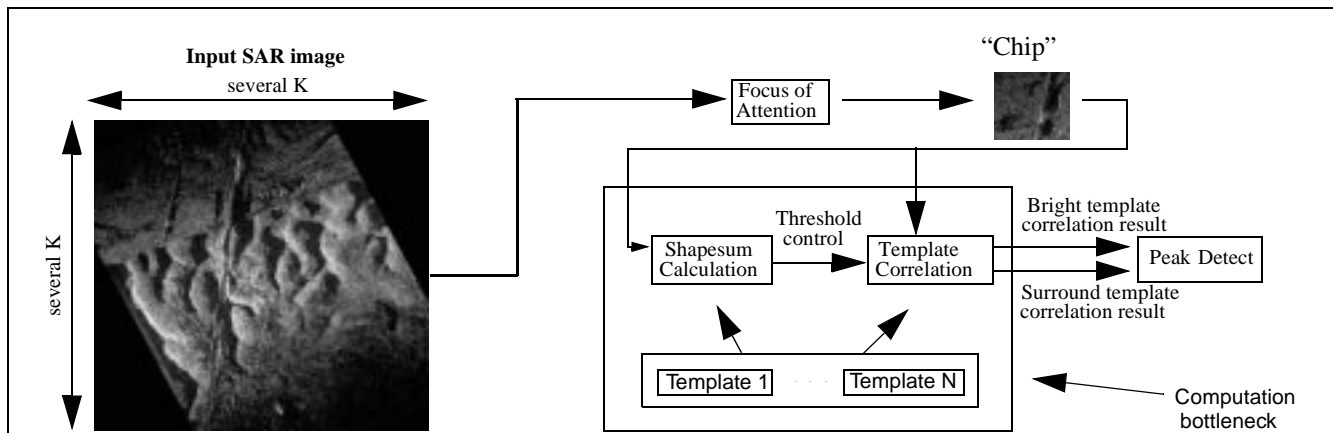 Input SAR image
several K
several K
Focus of
Attention
“Chip”
Shapesum
Calculation
Threshold
control
Template
Correlation
Bright template
correlation result
Surround template
correlation result
Peak Detect
Template 1
. . .
Template N
Computation
bottleneck